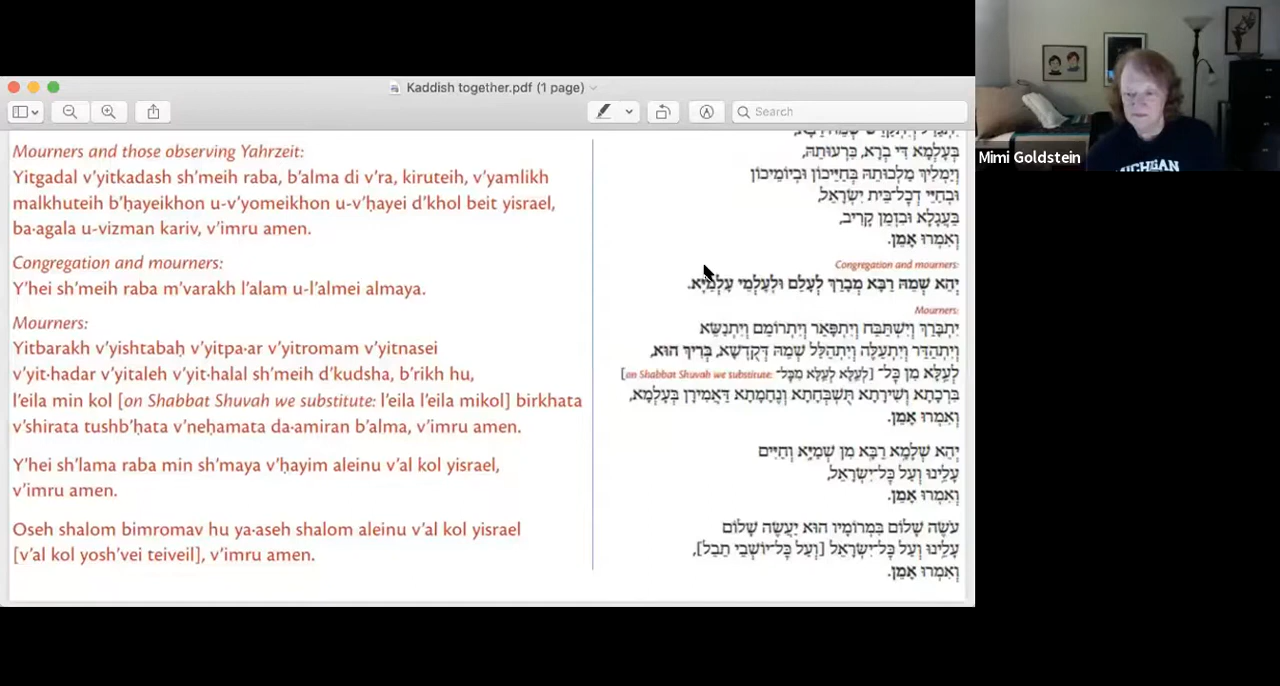 Kaddish together.pdf (1 page)
Search
Mourners and those observing Yahrzeit:
Yitgadal v’yitkadash sh’meih raba, b’alma di v’ra, kiruteih, v’yamlikh
malkhuteih b’ḥayeikhon u-v’yomeikhon u-v’ḥayei d’khol beit yisrael,
ba·agala u-vizman kariv, v’imru amen.
Congregation and mourners:
Y’hei sh’meih raba m’varakh l’alam u-l’almei almaya.
Mourners:
Yitbarakh v’yishtabaḥ v’yitpa·ar v’yitromam v’yitnasei
v’yit·hadar v’yitaleh v’yit·halal sh’meih d’kudsha, b’rikh hu,
l’eila min kol [on Shabbat Shuvah we substitute: l’eila l’eila mikol] birkhata
v’shirata tushb’ḥata v’neḥamata da·amiran b’alma, v’imru amen.
Y’hei sh’lama raba min sh’maya v’ḥayim aleinu v’al kol yisrael,
v’imru amen.
Oseh shalom bimromav hu ya·aseh shalom aleinu v’al kol yisrael
[v’al kol yosh’vei teiveil], v’imru amen.
בְּעָלְמָא דִּי בְרָא, כִּרְעוּתֵהּ,
וְיַמְלִיךְ מַלְכוּתֵהּ בְּחַיֵּיכוֹן וּבְיוֹמֵיכוֹן
וּבְחַיֵּי דְכָל־בֵּית יִשְׂרָאֵל,
בַּעֲגָלָא וּבִזְמַן קָרִיב,
וְאִמְרוּ אָמֵן.
Congregation and mourners:
יְהֵא שְׁמֵהּ רַבָּא מְבָרַךְ לְעָלַם וּלְעָלְמֵי עָלְמַיָּא.
Mourners:
יִתְבָּרַךְ וְיִשְׁתַּבַּח וְיִתְפָּאַר וְיִתְרוֹמַם וְיִתְנַשֵּׂא
וְיִתְהַדַּר וְיִתְעַלֶּה וְיִתְהַלַּל שְׁמֵהּ דְּקֻדְשָׁא, בְּרִיךְ הוּא,
לְעֵלָּא מִן כָּל־ [לְעֵלָּא לְעֵלָּא מִכָּל־ on Shabbat Shuvah we substitute:]
בִּרְכָתָא וְשִׁירָתָא תֻּשְׁבְּחָתָא וְנֶחָמָתָא דַּאֲמִירָן בְּעָלְמָא,
וְאִמְרוּ אָמֵן.
יְהֵא שְׁלָמָא רַבָּא מִן שְׁמַיָּא וְחַיִּים
עָלֵינוּ וְעַל כָּל־יִשְׂרָאֵל,
וְאִמְרוּ אָמֵן.
עֹשֶׂה שָׁלוֹם בִּמְרוֹמָיו הוּא יַעֲשֶׂה שָׁלוֹם
עָלֵינוּ וְעַל כָּל־יִשְׂרָאֵל [וְעַל כָּל־יוֹשְׁבֵי תֵבֵל],
וְאִמְרוּ אָמֵן.
Mimi Goldstein
MICHIGAN